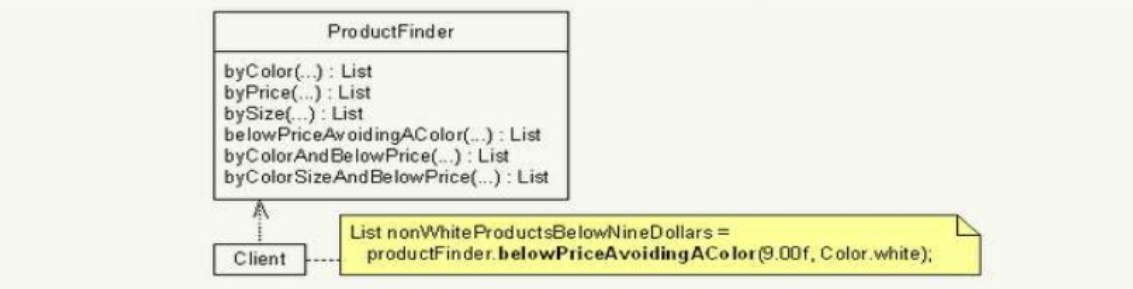 ProductFinder
byColor(...) : List
byPrice(...) : List
bySize(...) : List
belowPriceAvoidingAColor(...) : List
byColorAndBelowPrice(...) : List
byColorSizeAndBelowPrice(...) : List
List nonWhiteProductsBelowNineDollars =
productFinder.belowPriceAvoidingAColor(9.00f, Color.white);
Client